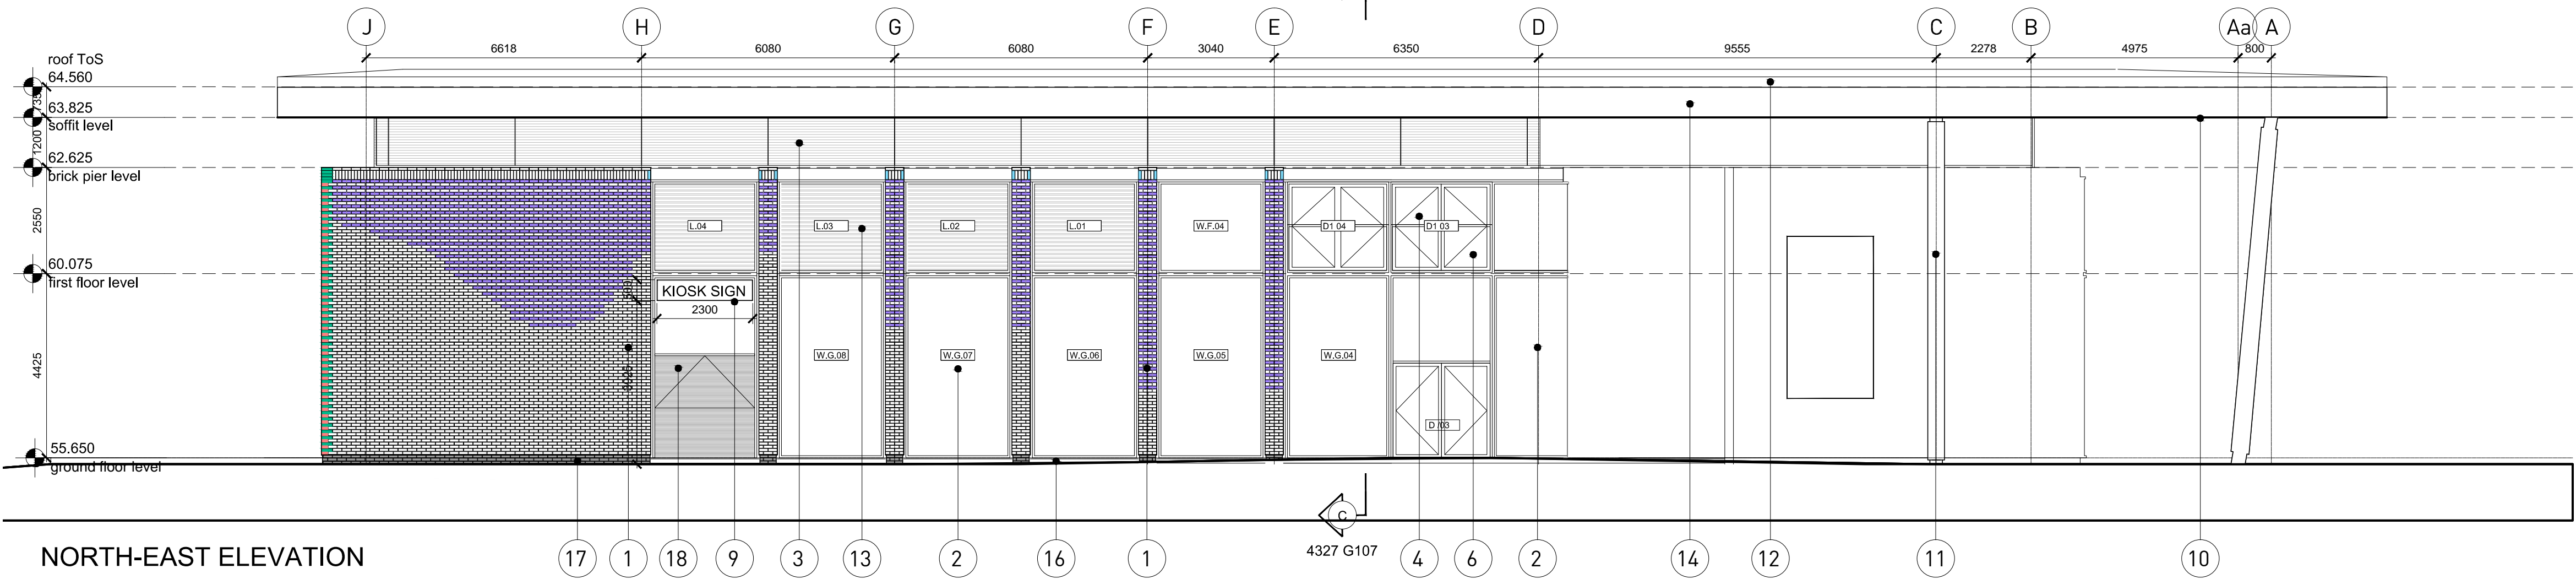 J H G F E D C B Aa A
6618 6080 6080 3040 6350 9555 2278 4975 800
roof ToS
64.560
735
63.825
soffit level
1200
62.625
brick pier level
2550
60.075
first floor level
4425
55.650
ground floor level
L.04 L.03 L.02 L.01 W.F.04 D1 04 D1 03
KIOSK SIGN
2300
W.G.08 W.G.07 W.G.06 W.G.05 W.G.04
C
4327 G107
NORTH-EAST ELEVATION
17 1 18 9 3 13 2 16 1 4 6 2 14 12 11 10